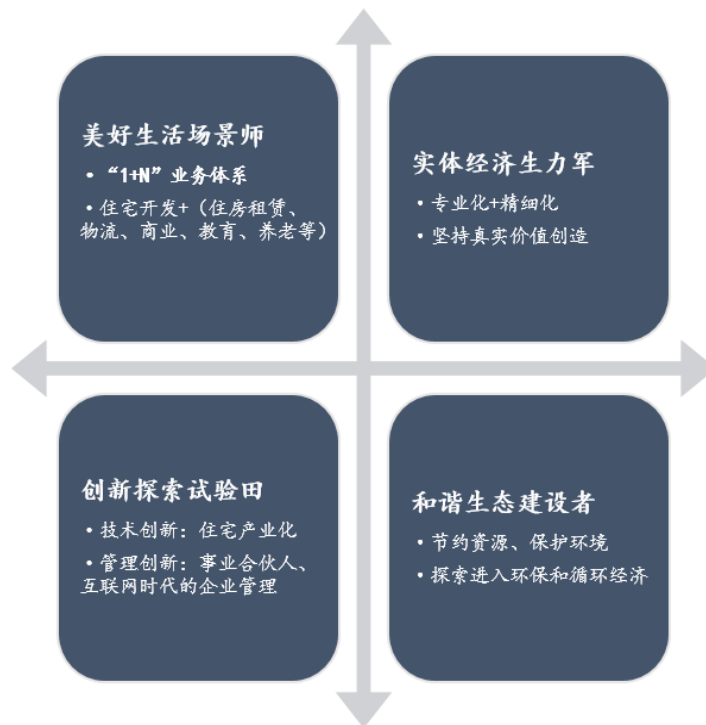 美好生活场景师
• “1+N”业务体系
• 住宅开发+（住房租赁、
物流、商业、教育、养老等）
实体经济生力军
• 专业化+精细化
• 坚持真实价值创造
创新探索试验田
• 技术创新：住宅产业化
• 管理创新：事业合伙人、
互联网时代的企业管理
和谐生态建设者
• 节约资源、保护环境
• 探索进入环保和循环经济